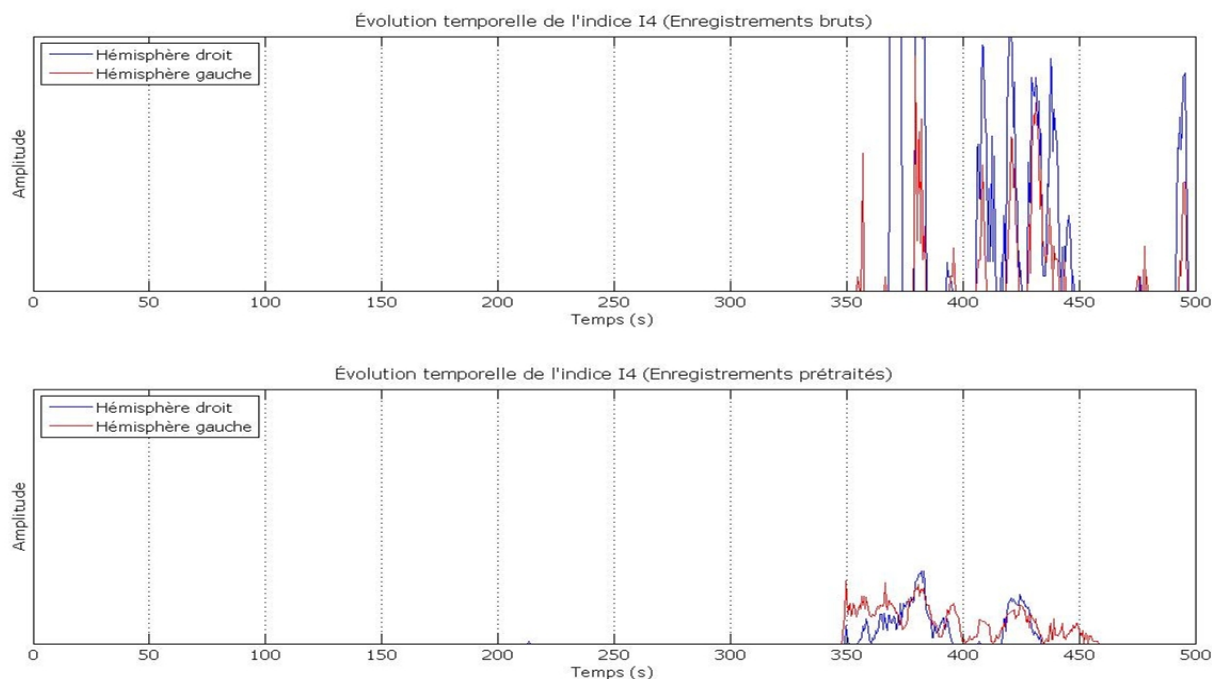 Évolution temporelle de l'indice I4 (Enregistrements bruts)
Hémisphère droit
Hémisphère gauche
Amplitude
0 50 100 150 200 250 300 350 400 450 500
Temps (s)
Évolution temporelle de l'indice I4 (Enregistrements prétraités)
Hémisphère droit
Hémisphère gauche
Amplitude
0 50 100 150 200 250 300 350 400 450 500
Temps (s)